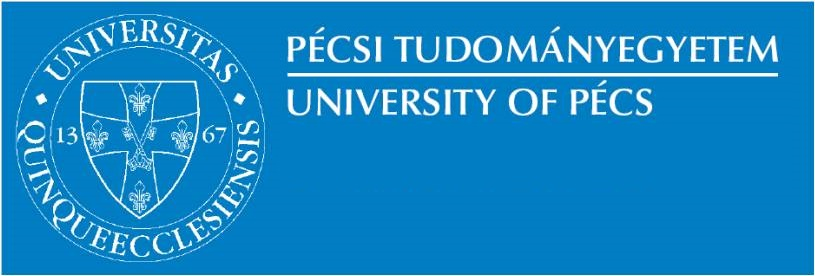 UNIVERSITAS
QUINQUEECCLESIENSIS
13 67
PÉCSI TUDOMÁNYEGYETEM
UNIVERSITY OF PÉCS